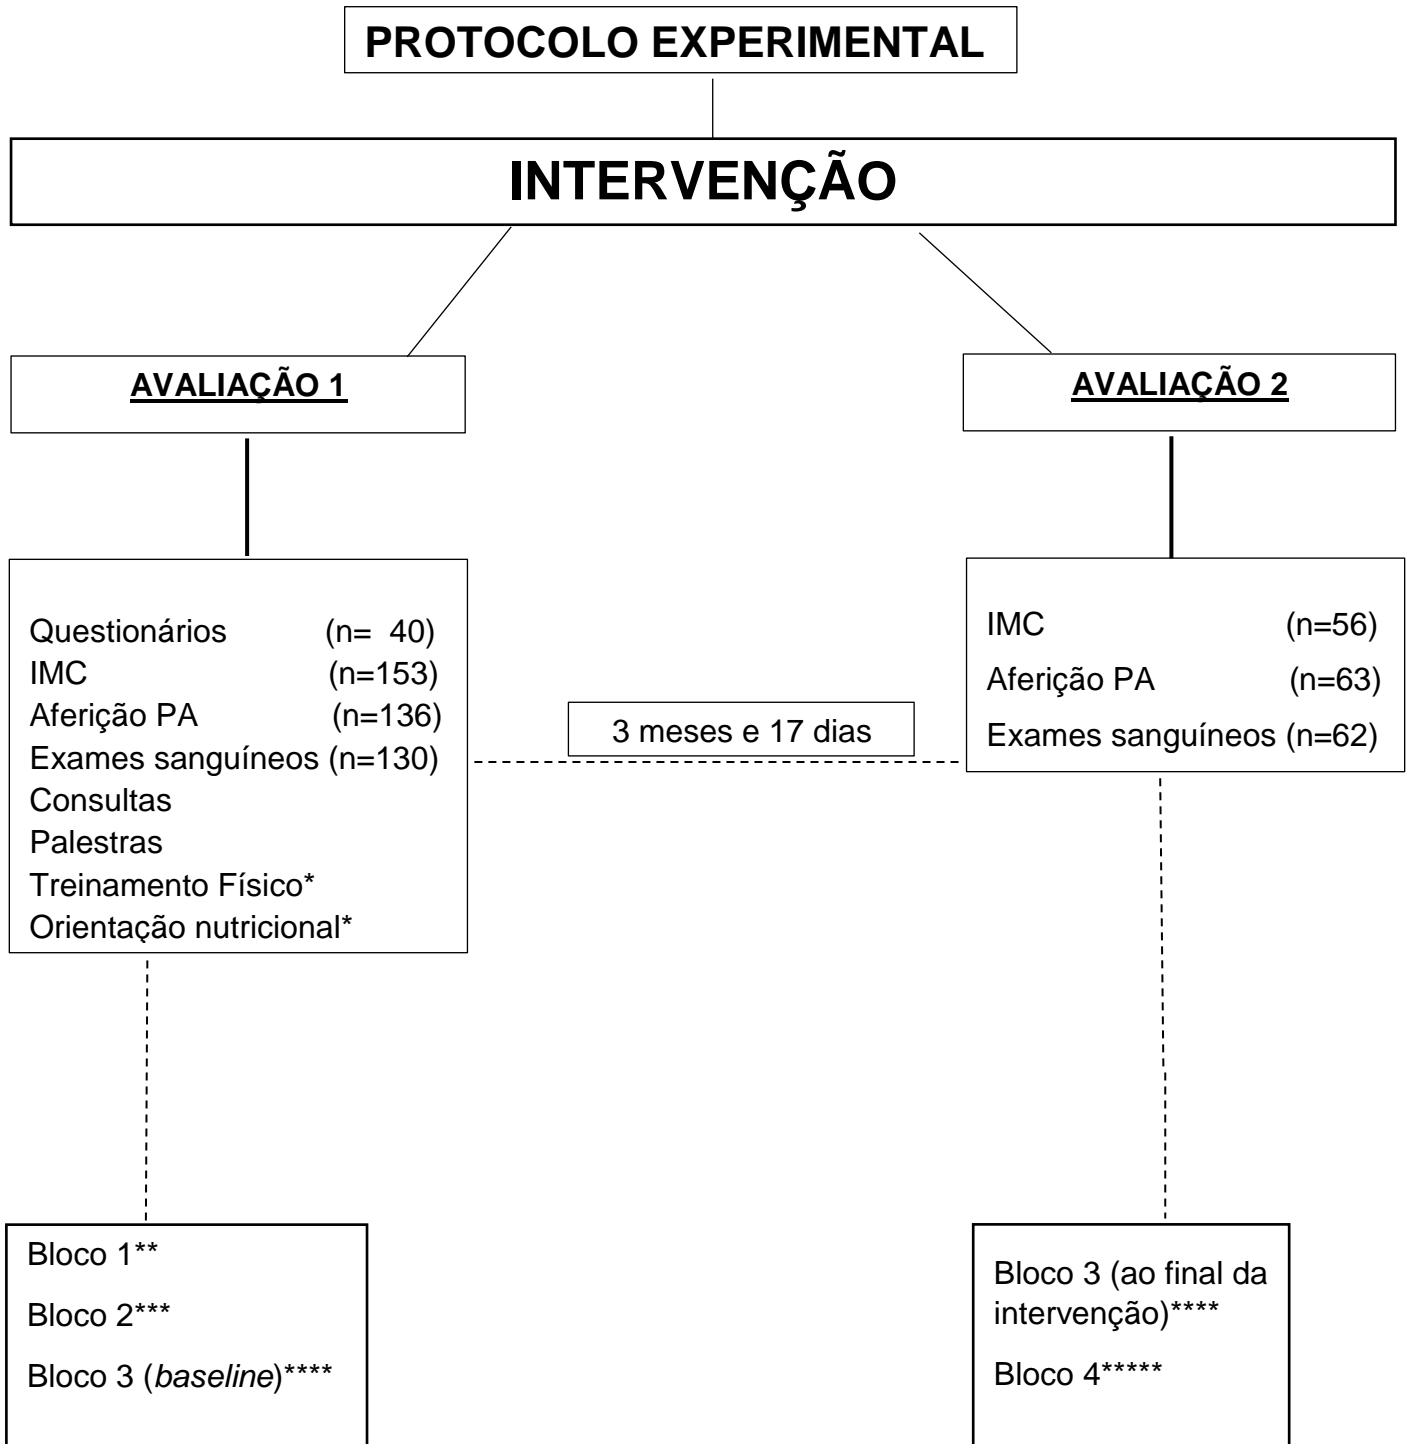 PROTOCOLO EXPERIMENTAL
INTERVENÇÃO
AVALIAÇÃO 1
AVALIAÇÃO 2
Questionários (n= 40)
IMC (n=153)
Aferição PA (n=136)
Exames sanguíneos (n=130)
Consultas
Palestras
Treinamento Físico*
Orientação nutricional*
3 meses e 17 dias
IMC (n=56)
Aferição PA (n=63)
Exames sanguíneos (n=62)
Bloco 1**
Bloco 2***
Bloco 3 (baseline)****
Bloco 3 (ao final da
intervenção)****
Bloco 4*****